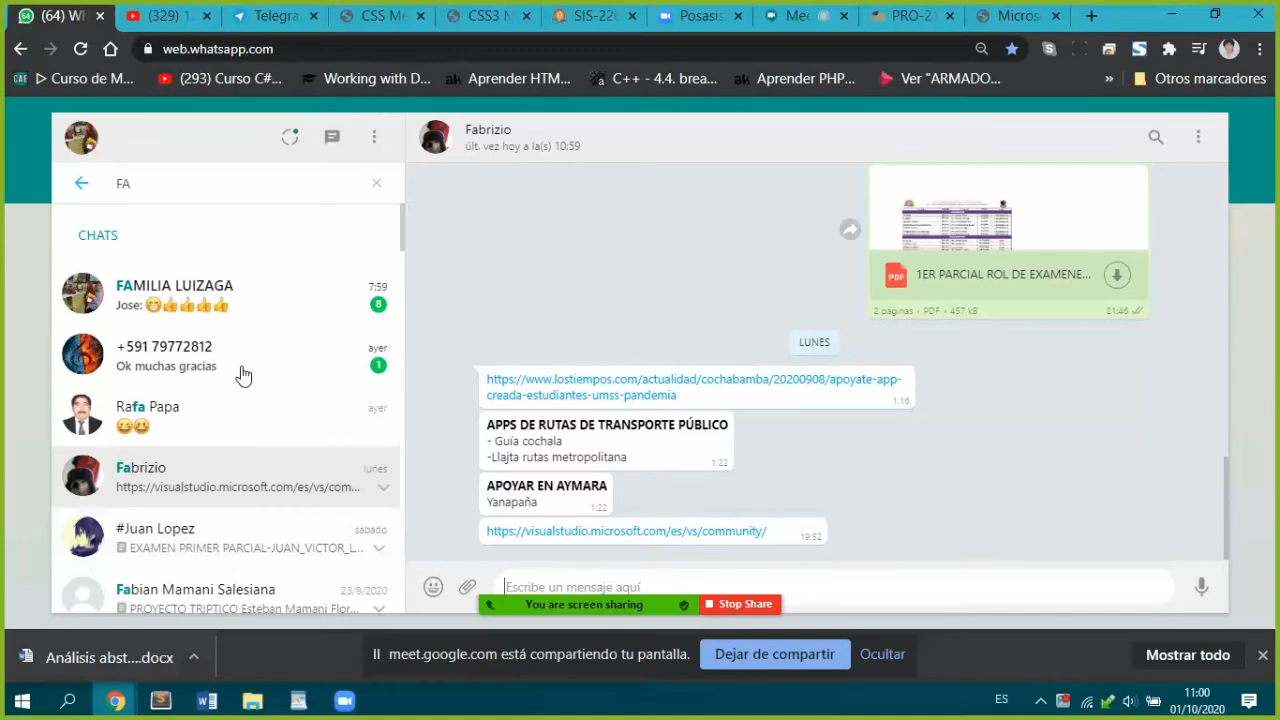 (64) W
(329) 1
Telegra
CSS Me
CSS3 M
SIS-226
Posasis
Mee
PRO-21
Micros
web.whatsapp.com
Curso de M...
(293) Curso C#...
Working with D...
Aprender HTM...
C++ - 4.4. brea...
Aprender PHP...
Ver "ARMADO...
»
Otros marcadores
Fabrizio
últ. vez hoy a la(s) 10:59
FA
CHATS
FAMILIA LUIZAGA
7:59
Jose: 😁👍👍👍👍
8
+591 79772812
ayer
Ok muchas gracias
1
Rafa Papa
ayer
Fabrizio
lunes
https://visualstudio.microsoft.com/es/vs/com...
#Juan Lopez
sábado
EXAMEN PRIMER PARCIAL-JUAN_VICTOR_L...
Fabian Mamani Salesiana
23/9/2020
PROYECTO TRIPTICO Esteban Mamani Flor...
PDF
1ER PARCIAL ROL DE EXAMENE...
2 páginas • PDF • 457 kB
21:46
LUNES
https://www.lostiempos.com/actualidad/cochabamba/20200908/apoyate-app-
creada-estudiantes-umss-pandemia
1:16
APPS DE RUTAS DE TRANSPORTE PÚBLICO
- Guía cochala
-Llajta rutas metropolitana
1:22
APOYAR EN AYMARA
Yanapaña
1:22
https://visualstudio.microsoft.com/es/vs/community/
19:52
Escribe un mensaje aquí
You are screen sharing
Stop Share
Análisis abst....docx
meet.google.com está compartiendo tu pantalla.
Dejar de compartir
Ocultar
Mostrar todo
ES
11:00
01/10/2020